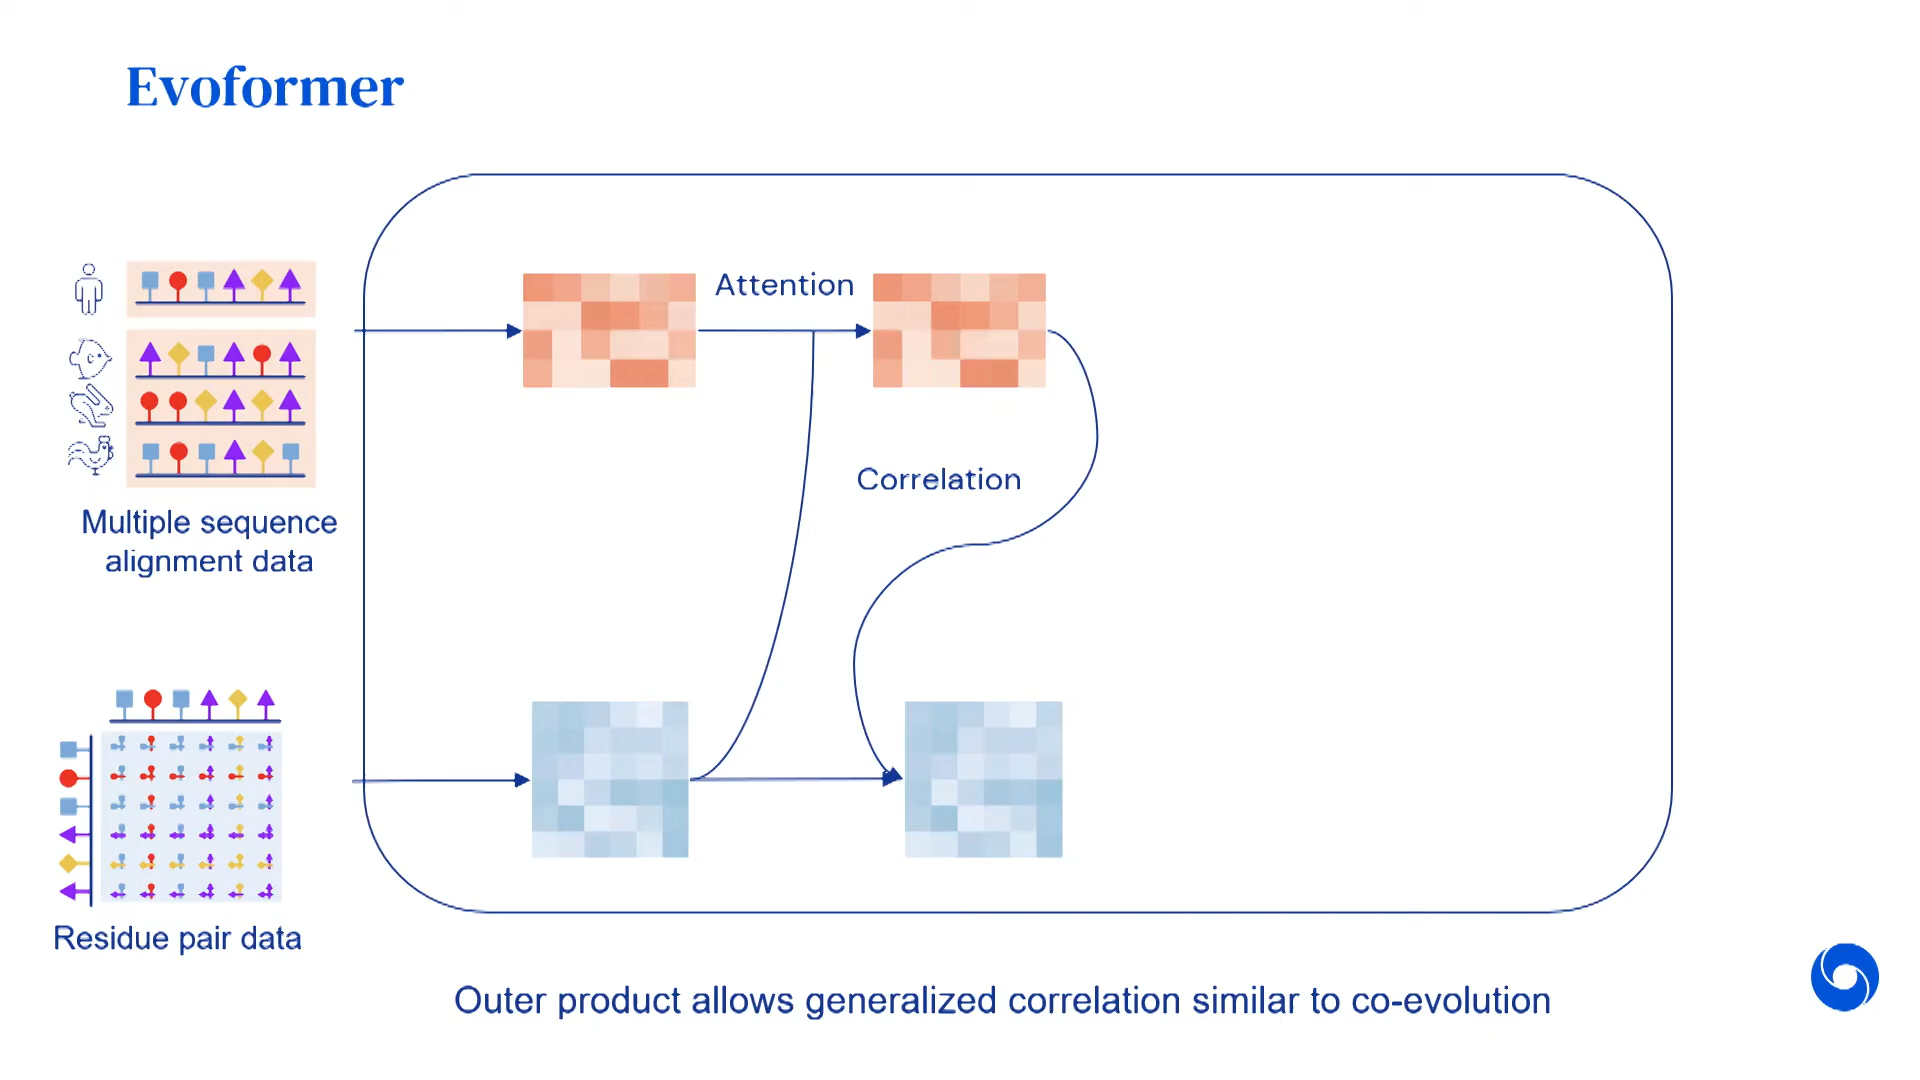 Evoformer
Attention
Correlation
Multiple sequence
alignment data
Residue pair data
Outer product allows generalized correlation similar to co-evolution